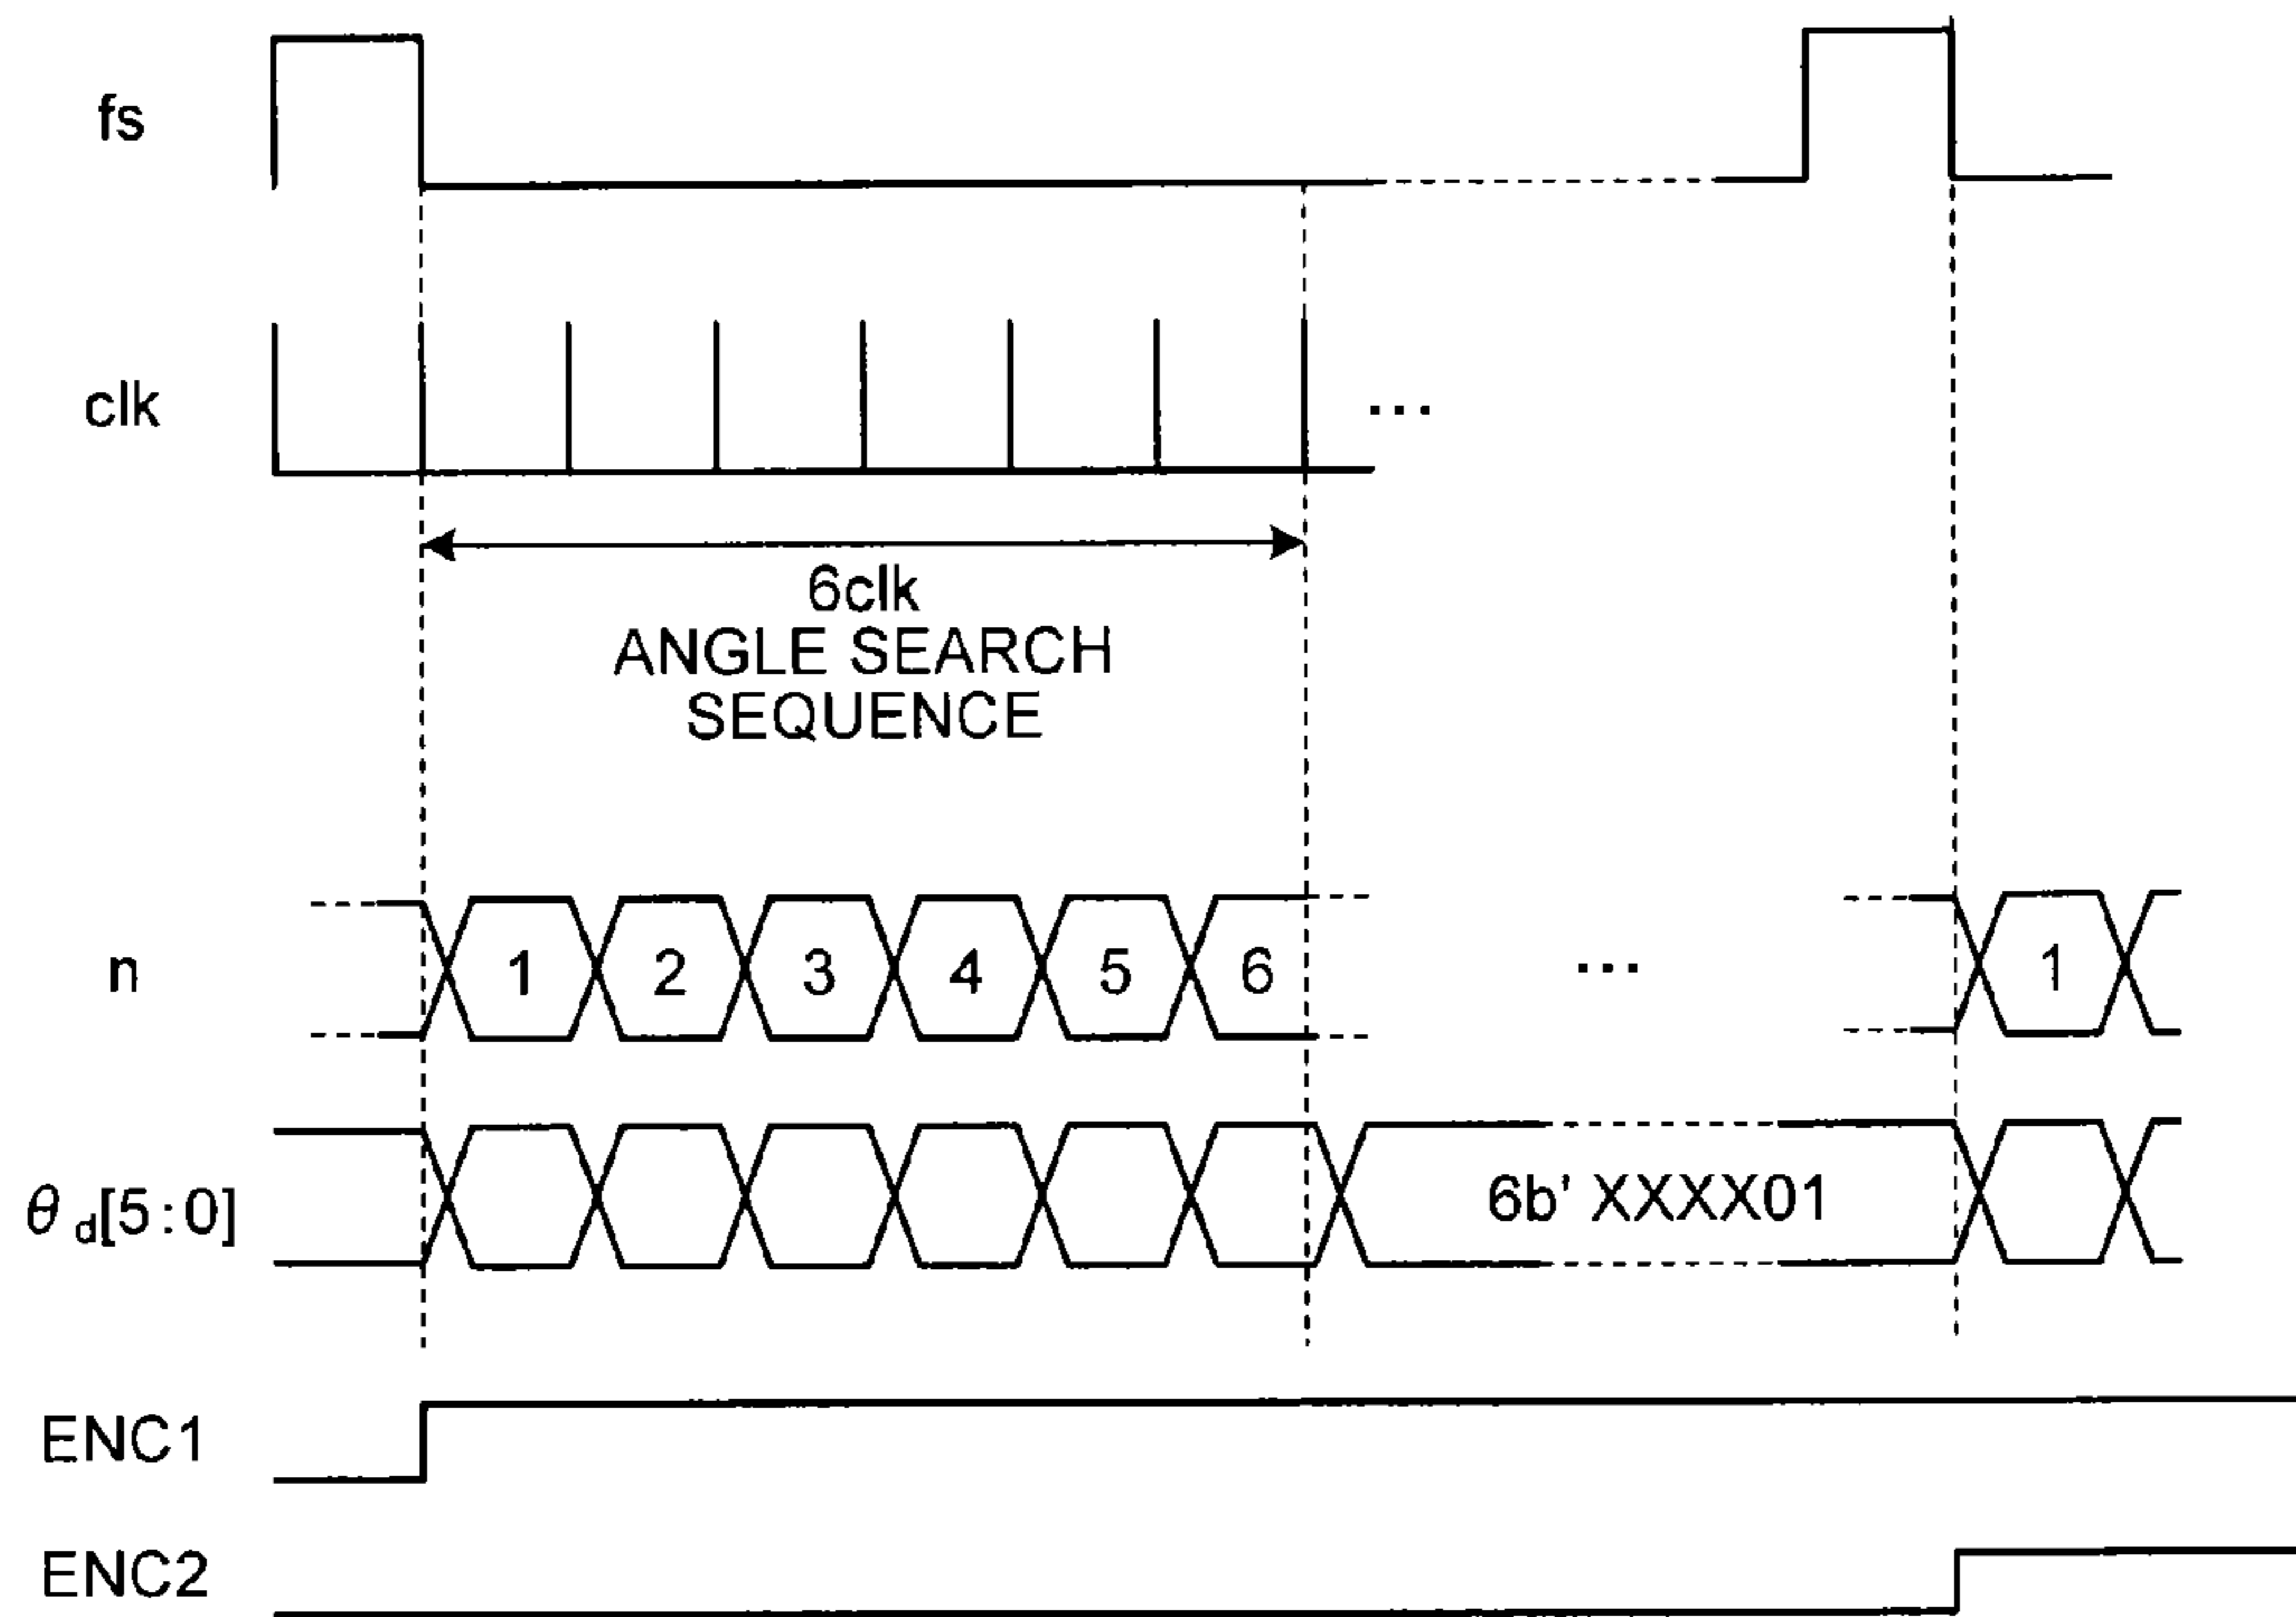 fs
clk
...
6clk
ANGLE SEARCH
SEQUENCE
n
1 2 3 4 5 6 ... 1
θd[5:0]
6b' XXXX01
ENC1
ENC2